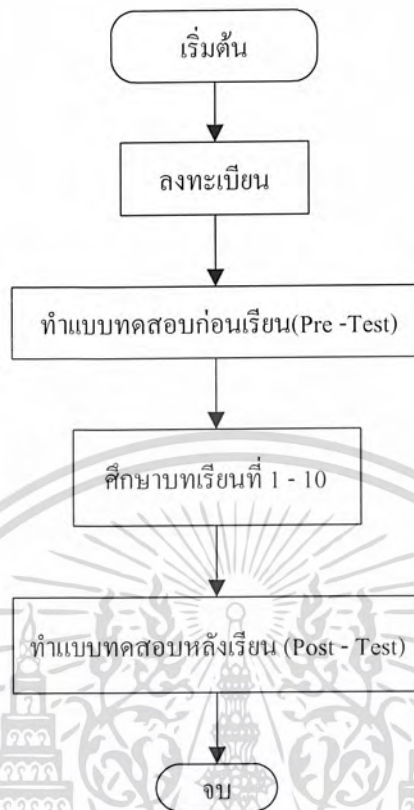 เริ่มต้น
ลงทะเบียน
ทำแบบทดสอบก่อนเรียน(Pre -Test)
ศึกษาบทเรียนที่ 1 - 10
ทำแบบทดสอบหลังเรียน (Post - Test)
จบ